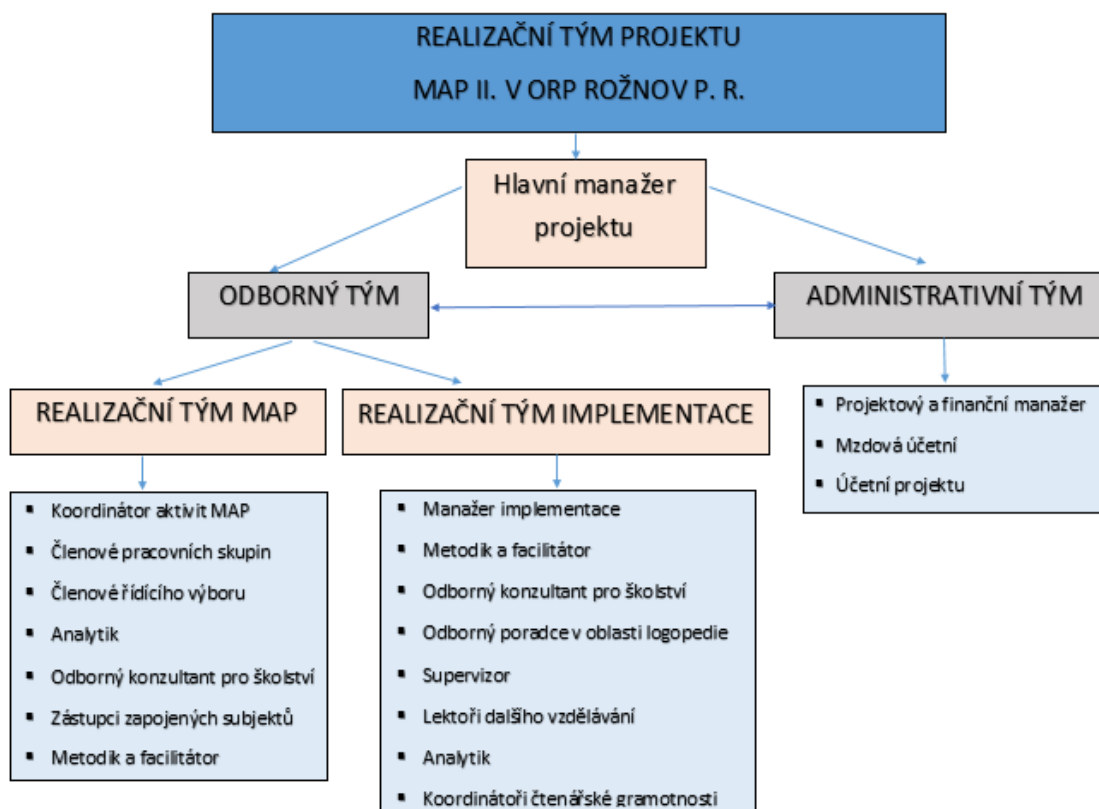 REALIZAČNÍ TÝM PROJEKTU
MAP II. V ORP ROŽNOV P. R.
Hlavní manažer
projektu
ODBORNÝ TÝM
ADMINISTRATIVNÍ TÝM
REALIZAČNÍ TÝM MAP
REALIZAČNÍ TÝM IMPLEMENTACE
▪ Projektový a finanční manažer
▪ Mzdová účetní
▪ Účetní projektu
▪ Koordinátor aktivit MAP
▪ Členové pracovních skupin
▪ Členové řídícího výboru
▪ Analytik
▪ Odborný konzultant pro školství
▪ Zástupci zapojených subjektů
▪ Metodik a facilitátor
▪ Manažer implementace
▪ Metodik a facilitátor
▪ Odborný konzultant pro školství
▪ Odborný poradce v oblasti logopedie
▪ Supervizor
▪ Lektoři dalšího vzdělávání
▪ Analytik
▪ Koordinátoři čtenářské gramotnosti